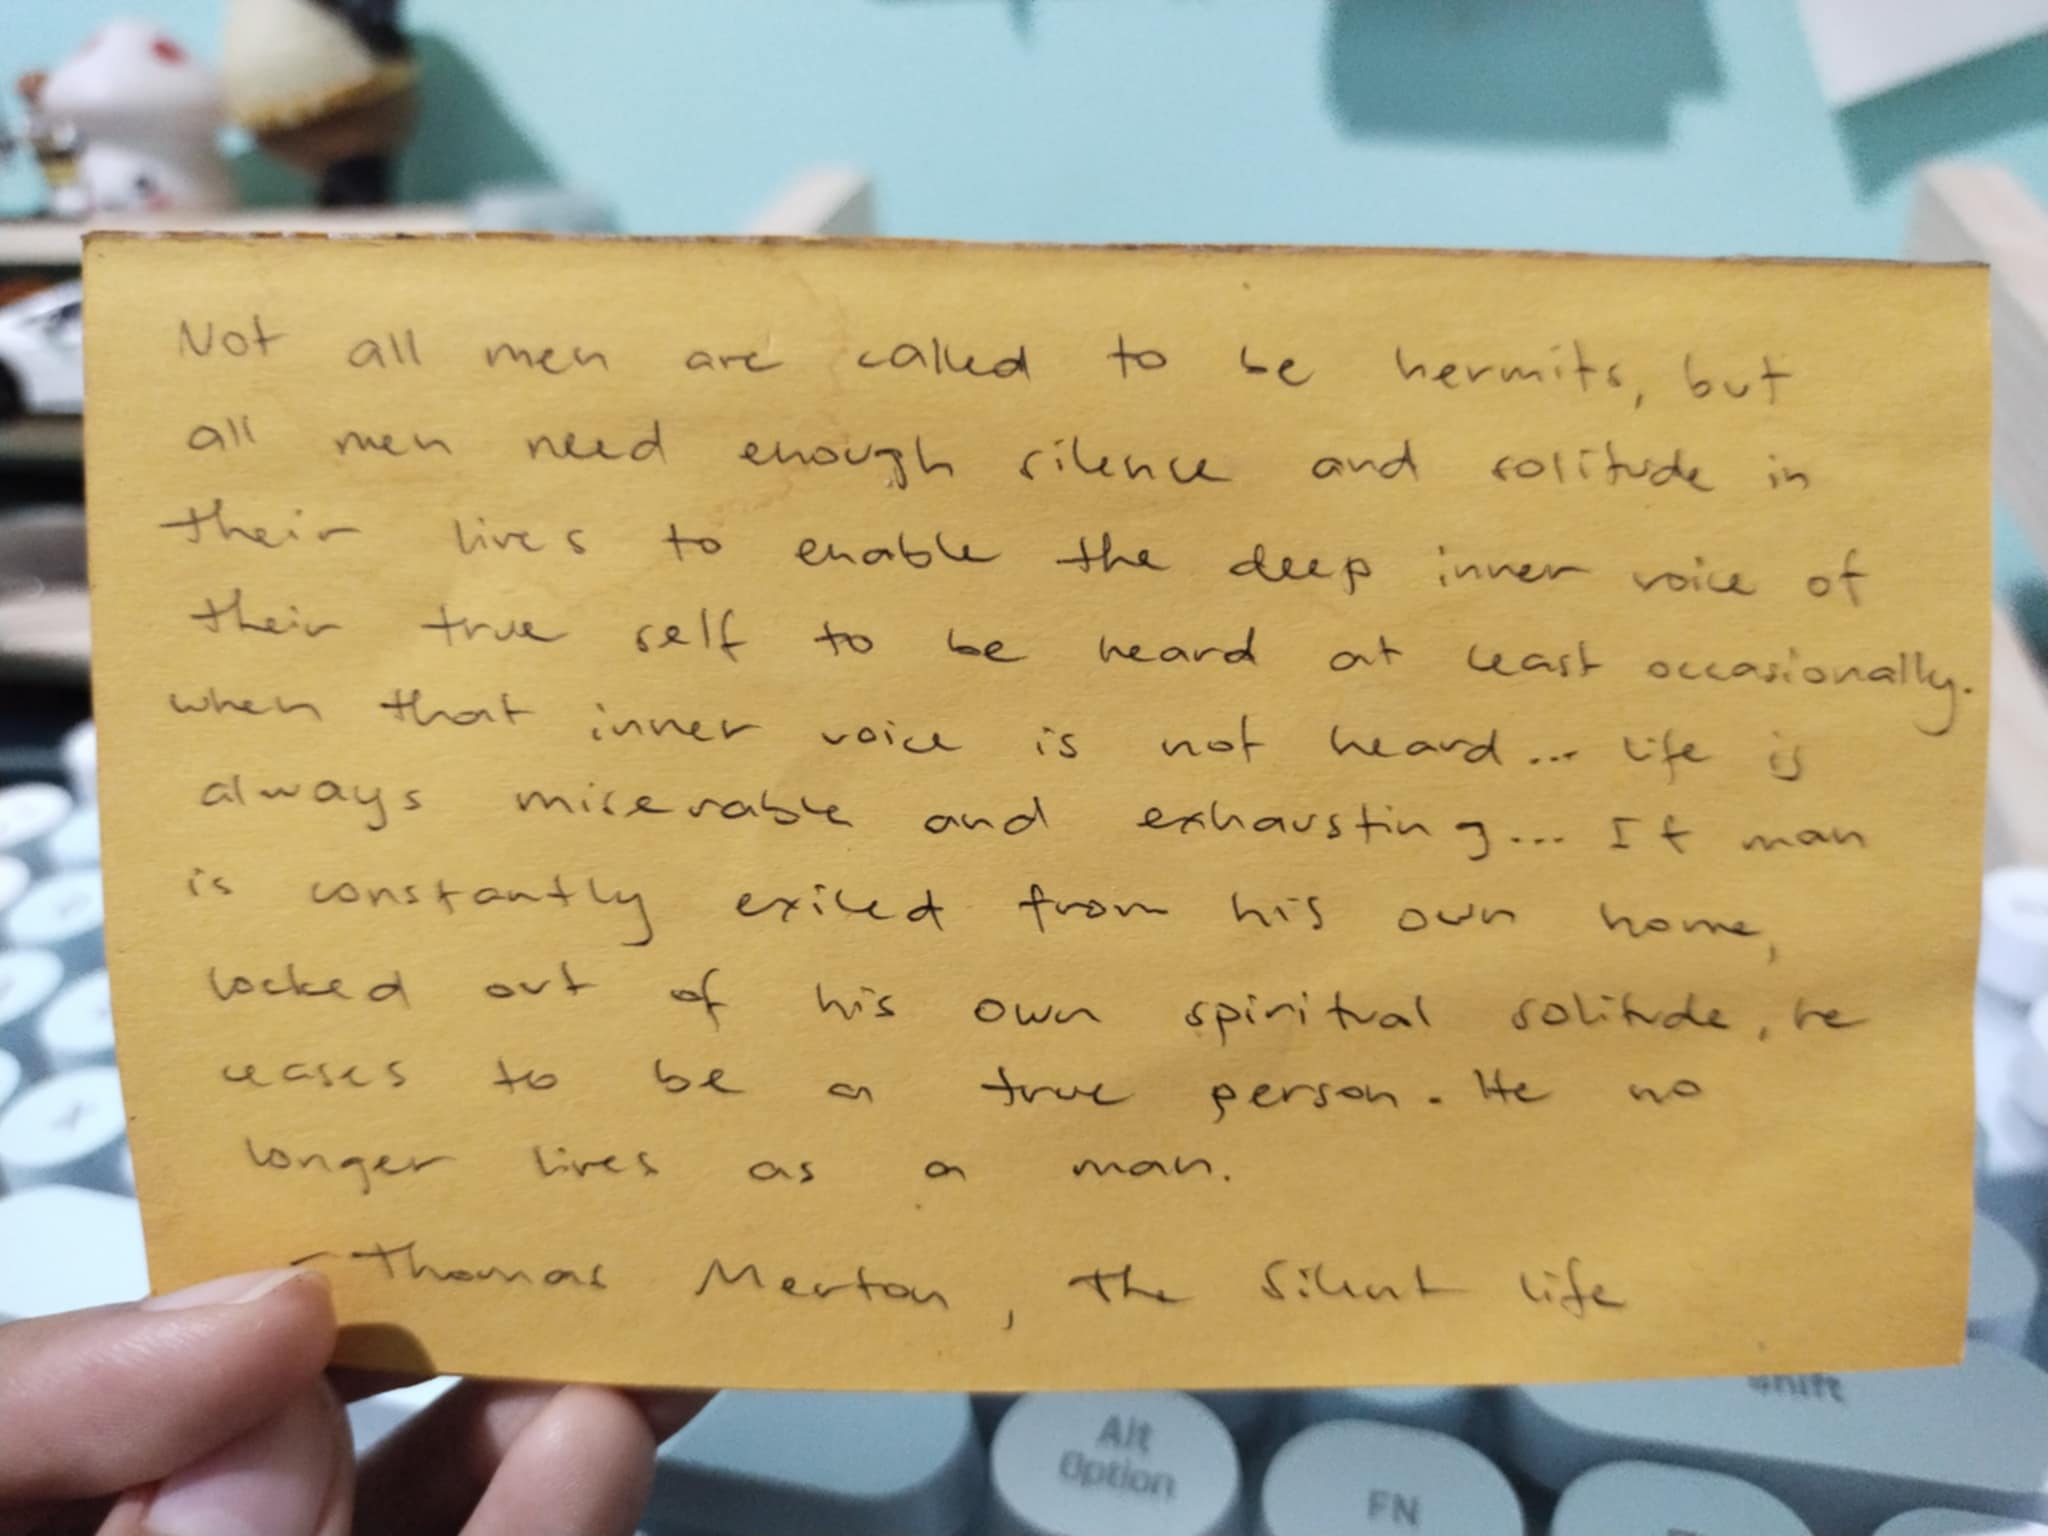 Not all men are called to be hermits, but
all men need enough silence and solitude in
their lives to enable the deep inner voice of
their true self to be heard at least occasionally.
when that inner voice is not heard... life is
always miserable and exhausting... If man
is constantly exiled from his own home,
locked out of his own spiritual solitude, he
ceases to be a true person. He no
longer lives as a man.
- Thomas Merton, The Silent life
Shift
Alt
Option
FN